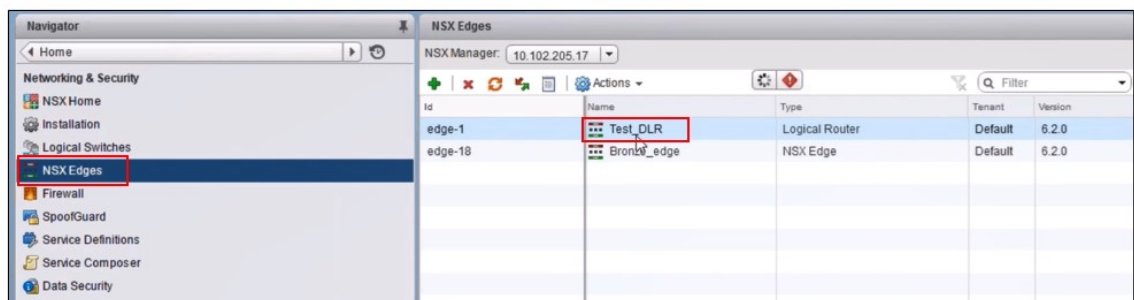 Navigator
Home
Networking & Security
NSX Home
Installation
Logical Switches
NSX Edges
Firewall
SpoofGuard
Service Definitions
Service Composer
Data Security
NSX Edges
NSX Manager: 10.102.205.17
Actions
Filter
Id Name Type Tenant Version
edge-1 Test_DLR Logical Router Default 6.2.0
edge-18 Bronze_edge NSX Edge Default 6.2.0